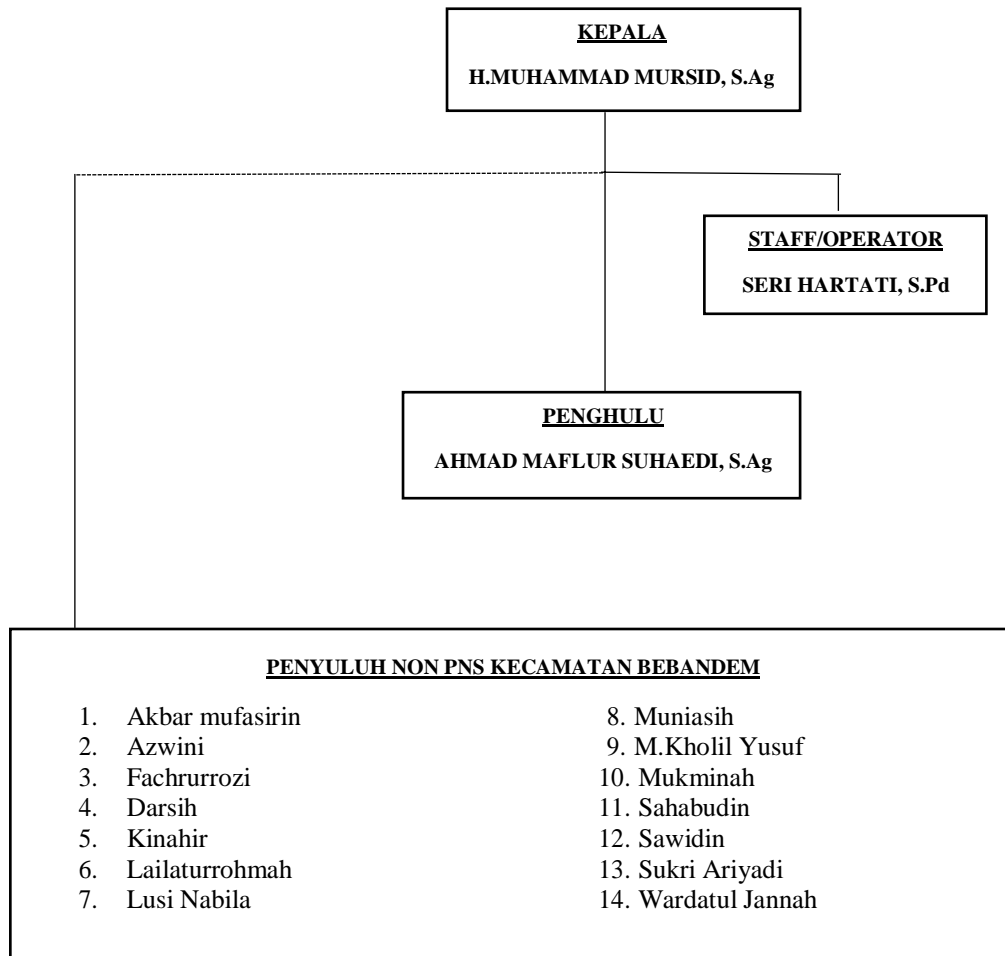 KEPALA
H.MUHAMMAD MURSID, S.Ag
STAFF/OPERATOR
SERI HARTATI, S.Pd
PENGHULU
AHMAD MAFLUR SUHAEDI, S.Ag
PENYULUH NON PNS KECAMATAN BEBANDEM
1. Akbar mufasirin
2. Azwini
3. Fachrurrozi
4. Darsih
5. Kinahir
6. Lailaturrohmah
7. Lusi Nabila
8. Muniasih
9. M.Kholil Yusuf
10. Mukminah
11. Sahabudin
12. Sawidin
13. Sukri Ariyadi
14. Wardatul Jannah